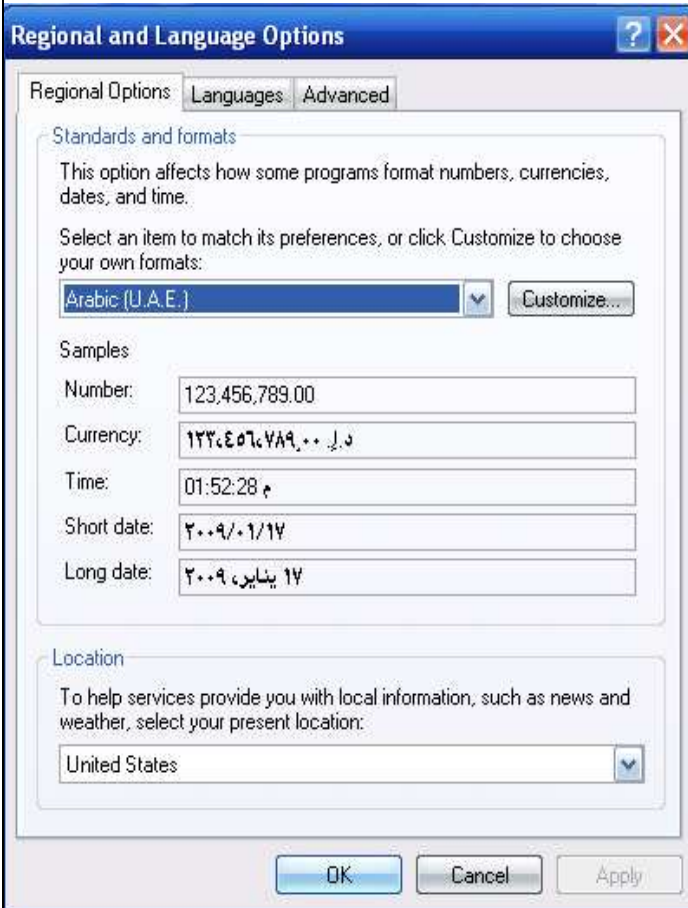 Regional and Language Options
Regional Options Languages Advanced
Standards and formats
This option affects how some programs format numbers, currencies,
dates, and time.
Select an item to match its preferences, or click Customize to choose
your own formats:
Arabic (U.A.E.) Customize...
Samples
Number: 123,456,789.00
Currency: د.إ. ١٢٣،٤٥٦،٧٨٩,٠٠
Time: 01:52:28 م
Short date: ٢٠٠٩/٠١/١٧
Long date: ١٧ يناير، ٢٠٠٩
Location
To help services provide you with local information, such as news and
weather, select your present location:
United States
OK Cancel Apply